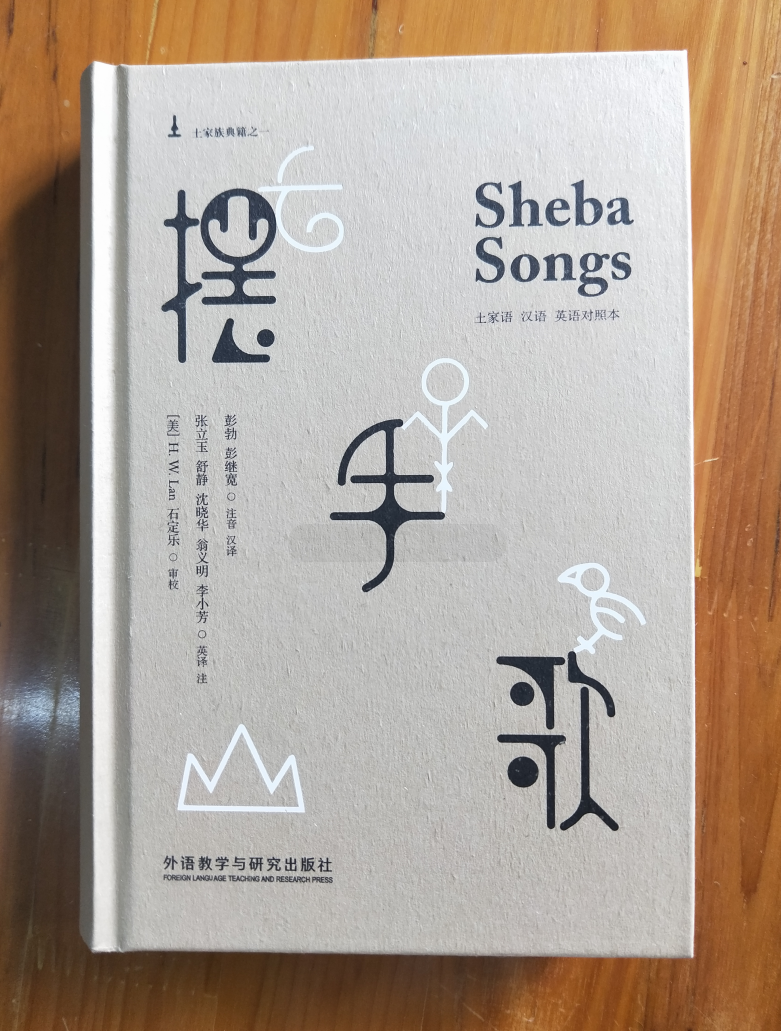 土家族典籍之一
摆
手
歌
Sheba
Songs
土家语 汉语 英语对照本
彭勃 彭继宽 ○ 注音 汉译
张立玉 舒静 沈晓华 翁义明 李小芳 ○ 英译 注
[美] H. W. Lan 石定乐 ○ 审校
外语教学与研究出版社
FOREIGN LANGUAGE TEACHING AND RESEARCH PRESS